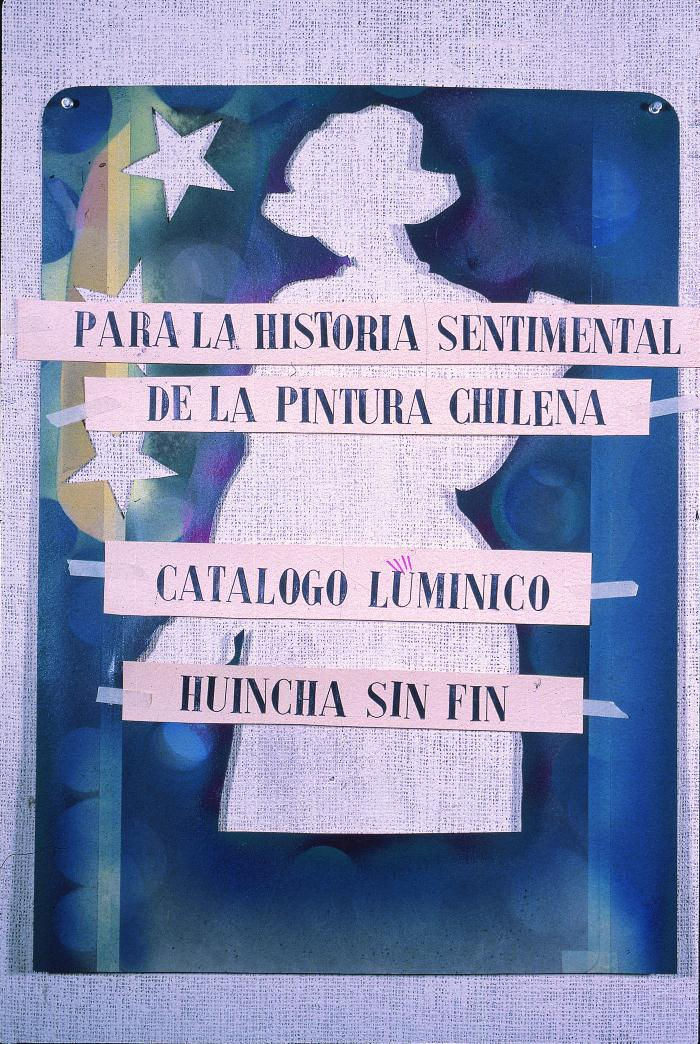 PARA LA HISTORIA SENTIMENTAL
DE LA PINTURA CHILENA
CATALOGO LUMINICO
HUINCHA SIN FIN